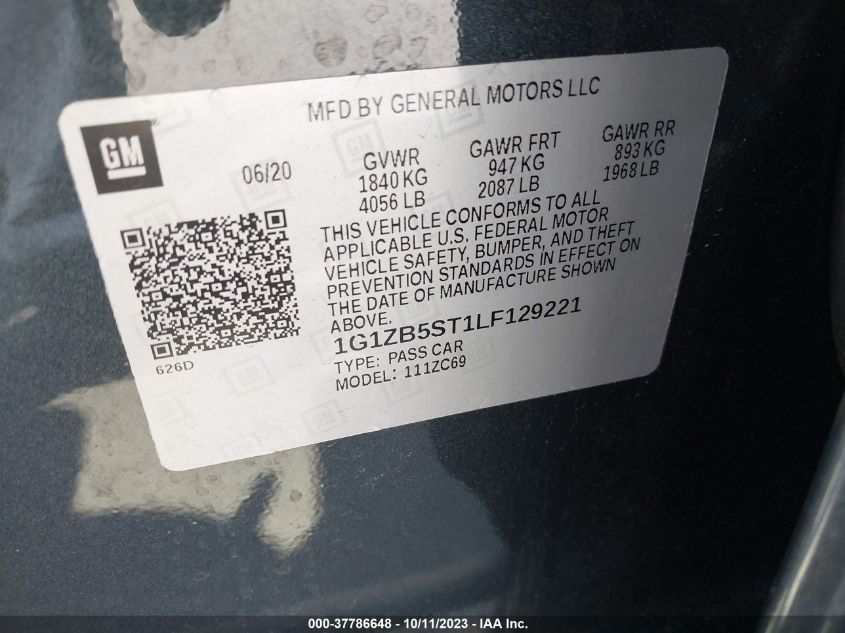 MFD BY GENERAL MOTORS LLC
GM
06/20
GVWR
1840 KG
4056 LB
GAWR FRT
947 KG
2087 LB
GAWR RR
893 KG
1968 LB
THIS VEHICLE CONFORMS TO ALL
APPLICABLE U.S. FEDERAL MOTOR
VEHICLE SAFETY, BUMPER, AND THEFT
PREVENTION STANDARDS IN EFFECT ON
THE DATE OF MANUFACTURE SHOWN
ABOVE.
1G1ZB5ST1LF129221
TYPE: PASS CAR
MODEL: 111ZC69
626D
000-37786648 - 10/11/2023 - IAA Inc.